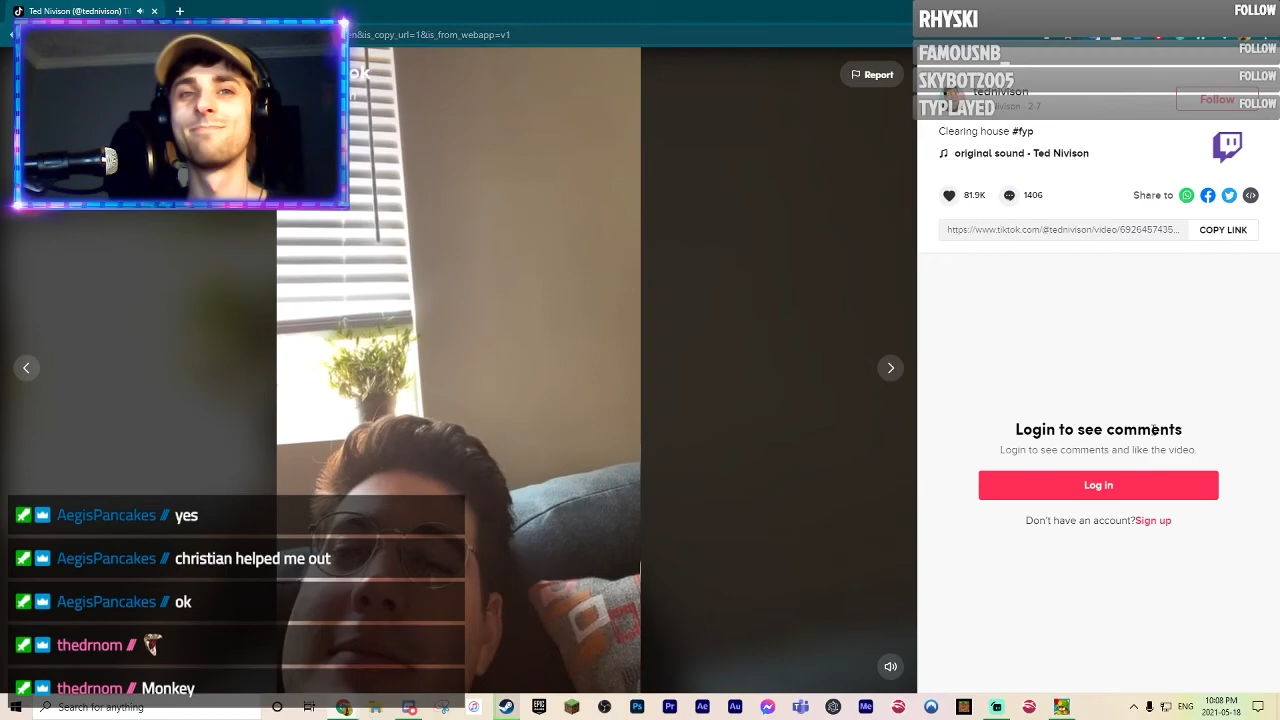 Ted Nivison (@tednivison) Ti
en&is_copy_url=1&is_from_webapp=v1
RHYSKI FOLLOW
FAMOUSNB_ FOLLOW
SKYBOT2005 FOLLOW
TYPLAYED FOLLOW
tednivison
Follow
Report
Clearing house #fyp
original sound - Ted Nivison
81.9K 1406 Share to
https://www.tiktok.com/@tednivison/video/6926457435... COPY LINK
Login to see comments
Login to see comments and like the video.
Log in
Don't have an account? Sign up
AegisPancakes // yes
AegisPancakes // christian helped me out
AegisPancakes // ok
thedrnom //
thedrnom // Monkey
Search for anything
10:08 PM
2021-05-18